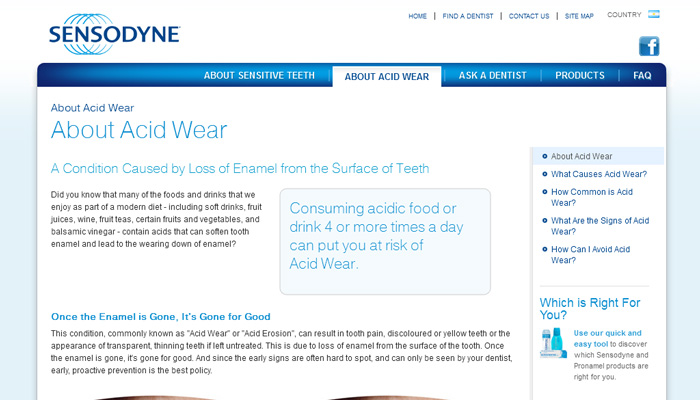 SENSODYNE
HOME | FIND A DENTIST | CONTACT US | SITE MAP
COUNTRY
f
ABOUT SENSITIVE TEETH
ABOUT ACID WEAR
ASK A DENTIST
PRODUCTS
FAQ
About Acid Wear
About Acid Wear
A Condition Caused by Loss of Enamel from the Surface of Teeth
Did you know that many of the foods and drinks that we
enjoy as part of a modern diet - including soft drinks, fruit
juices, wine, fruit teas, certain fruits and vegetables, and
balsamic vinegar - contain acids that can soften tooth
enamel and lead to the wearing down of enamel?
Consuming acidic food or
drink 4 or more times a day
can put you at risk of
Acid Wear.
Once the Enamel is Gone, It's Gone for Good
This condition, commonly known as "Acid Wear" or "Acid Erosion", can result in tooth pain, discoloured or yellow teeth or the
appearance of transparent, thinning teeth if left untreated. This is due to loss of enamel from the surface of the tooth. Once
the enamel is gone, it's gone for good. And since the early signs are often hard to spot, and can only be seen by your dentist,
early, proactive prevention is the best policy.
About Acid Wear
What Causes Acid Wear?
How Common is Acid
Wear?
What Are the Signs of Acid
Wear?
How Can I Avoid Acid
Wear?
Which is Right For
You?
Use our quick and
easy tool to discover
which Sensodyne and
Pronamel products are
right for you.